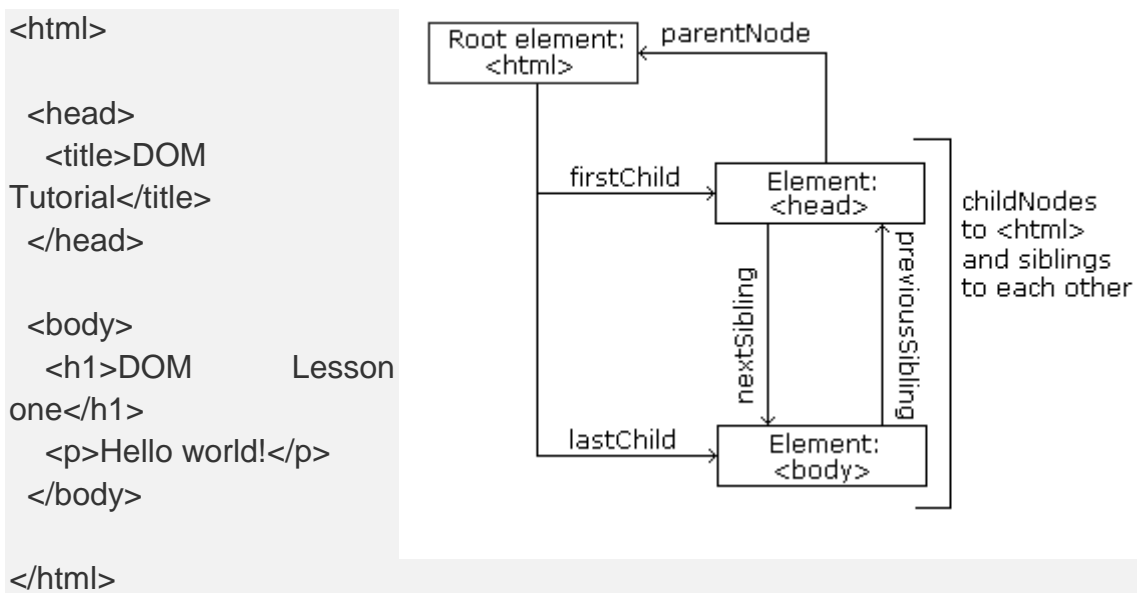 <html>
<head>
<title>DOM
Tutorial</title>
</head>
<body>
<h1>DOM Lesson
one</h1>
<p>Hello world!</p>
</body>
</html>
Root element:
<html>
parentNode
firstChild
Element:
<head>
nextSibling
previousSibling
lastChild
Element:
<body>
childNodes
to <html>
and siblings
to each other